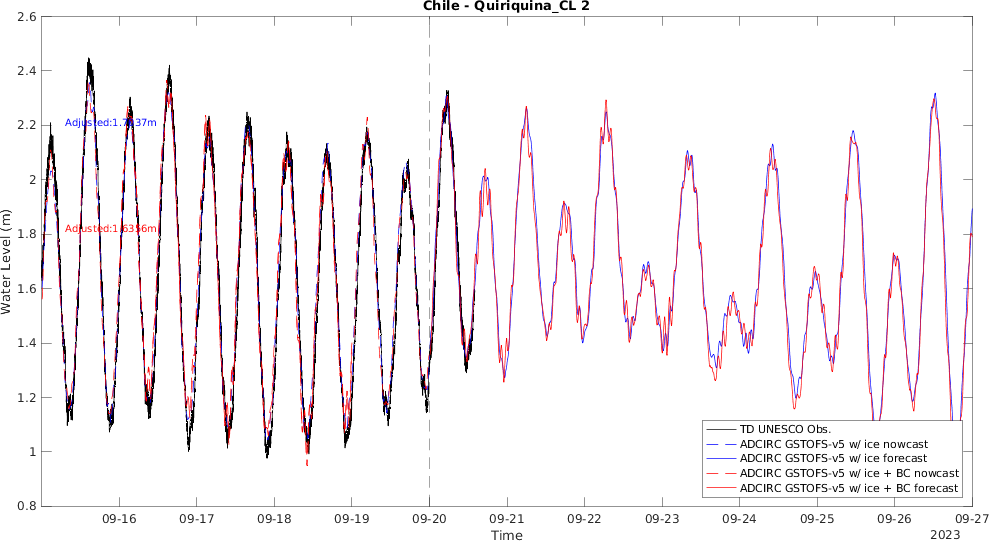 Chile - Quiriquina_CL 2
2.6
2.4
2.2
2
1.8
1.6
1.4
1.2
1
0.8
Water Level (m)
Adjusted:
Adjusted:
TD UNESCO Obs.
ADCIRC GSTOFS-v5 w/ ice nowcast
ADCIRC GSTOFS-v5 w/ ice forecast
ADCIRC GSTOFS-v5 w/ ice + BC nowcast
ADCIRC GSTOFS-v5 w/ ice + BC forecast
09-16 09-17 09-18 09-19 09-20 09-21 09-22 09-23 09-24 09-25 09-26 09-27
Time
2023